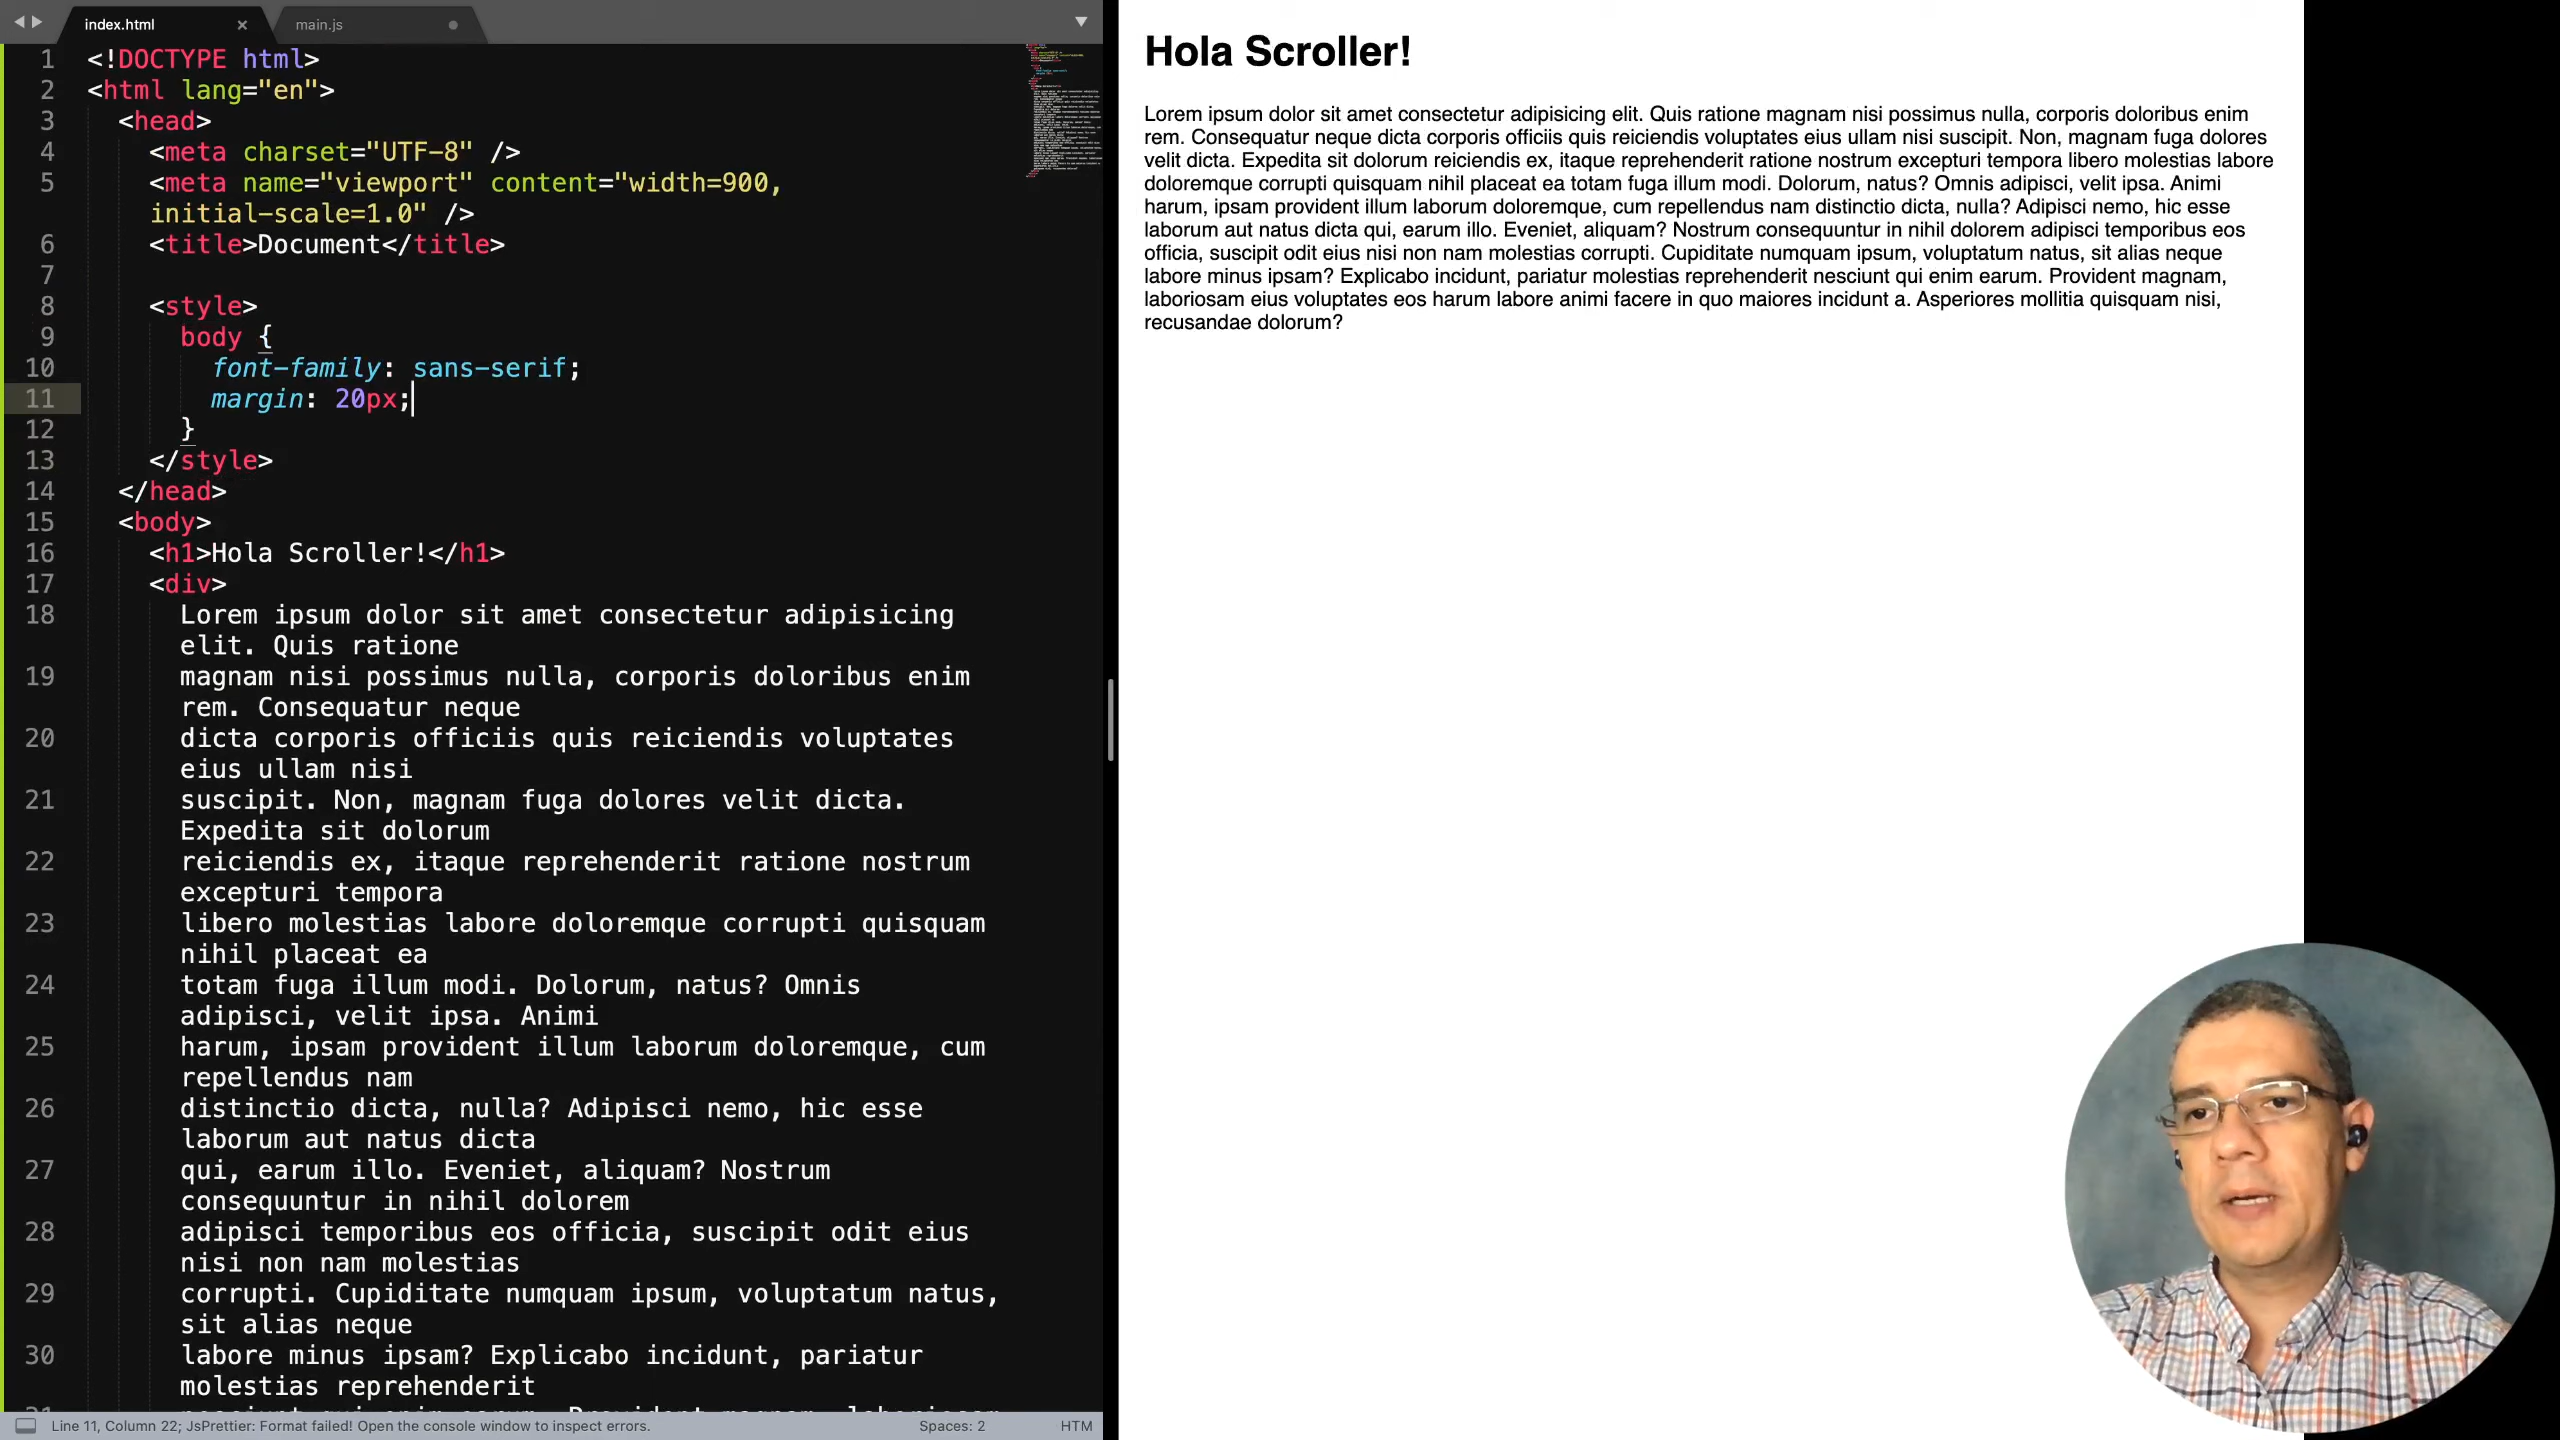 index.html
main.js
1 <!DOCTYPE html>
2 <html lang="en">
3 <head>
4 <meta charset="UTF-8" />
5 <meta name="viewport" content="width=900,
initial-scale=1.0" />
6 <title>Document</title>
7
8 <style>
9 body {
10 font-family: sans-serif;
11 margin: 20px;
12 }
13 </style>
14 </head>
15 <body>
16 <h1>Hola Scroller!</h1>
17 <div>
18 Lorem ipsum dolor sit amet consectetur adipisicing
elit. Quis ratione
19 magnam nisi possimus nulla, corporis doloribus enim
rem. Consequatur neque
20 dicta corporis officiis quis reiciendis voluptates
eius ullam nisi
21 suscipit. Non, magnam fuga dolores velit dicta.
Expedita sit dolorum
22 reiciendis ex, itaque reprehenderit ratione nostrum
excepturi tempora
23 libero molestias labore doloremque corrupti quisquam
nihil placeat ea
24 totam fuga illum modi. Dolorum, natus? Omnis
adipisci, velit ipsa. Animi
25 harum, ipsam provident illum laborum doloremque, cum
repellendus nam
26 distinctio dicta, nulla? Adipisci nemo, hic esse
laborum aut natus dicta
27 qui, earum illo. Eveniet, aliquam? Nostrum
consequuntur in nihil dolorem
28 adipisci temporibus eos officia, suscipit odit eius
nisi non nam molestias
29 corrupti. Cupiditate numquam ipsum, voluptatum natus,
sit alias neque
30 labore minus ipsam? Explicabo incidunt, pariatur
molestias reprehenderit
Line 11, Column 22; JsPrettier: Format failed! Open the console window to inspect errors.
Spaces: 2
HTM
Hola Scroller!
Lorem ipsum dolor sit amet consectetur adipisicing elit. Quis ratione magnam nisi possimus nulla, corporis doloribus enim
rem. Consequatur neque dicta corporis officiis quis reiciendis voluptates eius ullam nisi suscipit. Non, magnam fuga dolores
velit dicta. Expedita sit dolorum reiciendis ex, itaque reprehenderit ratione nostrum excepturi tempora libero molestias labore
doloremque corrupti quisquam nihil placeat ea totam fuga illum modi. Dolorum, natus? Omnis adipisci, velit ipsa. Animi
harum, ipsam provident illum laborum doloremque, cum repellendus nam distinctio dicta, nulla? Adipisci nemo, hic esse
laborum aut natus dicta qui, earum illo. Eveniet, aliquam? Nostrum consequuntur in nihil dolorem adipisci temporibus eos
officia, suscipit odit eius nisi non nam molestias corrupti. Cupiditate numquam ipsum, voluptatum natus, sit alias neque
labore minus ipsam? Explicabo incidunt, pariatur molestias reprehenderit nesciunt qui enim earum. Provident magnam,
laboriosam eius voluptates eos harum labore animi facere in quo maiores incidunt a. Asperiores mollitia quisquam nisi,
recusandae dolorum?